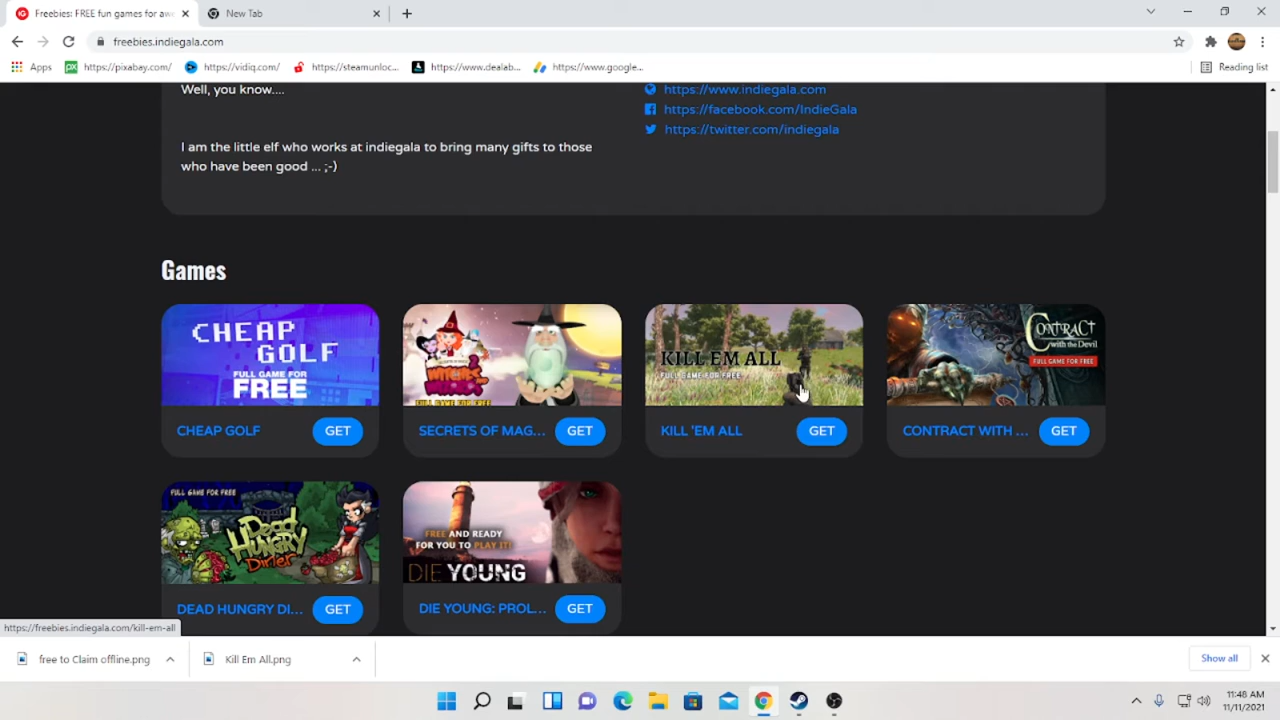 Freebies: FREE fun games for aw
New Tab
freebies.indiegala.com
Apps
https://pixabay.com/
https://vidiq.com/
https://steamunloc...
https://www.dealab...
https://www.google...
Reading list
Well, you know....
https://www.indiegala.com
https://facebook.com/IndieGala
https://twitter.com/indiegala
I am the little elf who works at indiegala to bring many gifts to those
who have been good ... ;-)
Games
CHEAP
GOLF
FULL GAME FOR
FREE
FULL GAME FOR FREE
KILL EM ALL
FULL GAME FOR FREE
CONTRACT
with the Devil
FULL GAME FOR FREE
CHEAP GOLF
GET
SECRETS OF MAG...
GET
KILL 'EM ALL
GET
CONTRACT WITH ...
GET
FULL GAME FOR FREE
Dead
HUNGRY
Diner
FREE AND READY
FOR YOU TO PLAY IT!
DIE YOUNG
DEAD HUNGRY DI...
GET
DIE YOUNG: PROL...
GET
https://freebies.indiegala.com/kill-em-all
free to Claim offline.png
Kill Em All.png
Show all
11:48 AM
11/11/2021